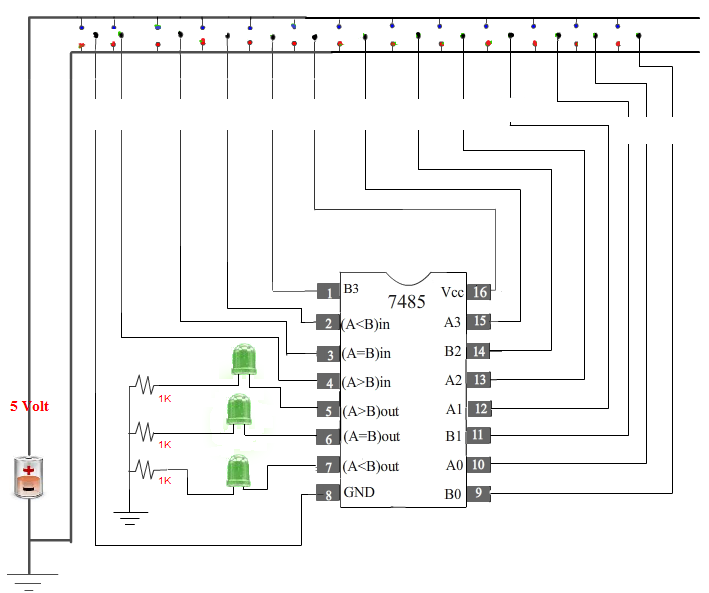 7485
1 B3
Vcc 16
2 (A<B)in
A3 15
3 (A=B)in
B2 14
4 (A>B)in
A2 13
5 (A>B)out
A1 12
6 (A=B)out
B1 11
7 (A<B)out
A0 10
8 GND
B0 9
1K
1K
1K
5 Volt
+